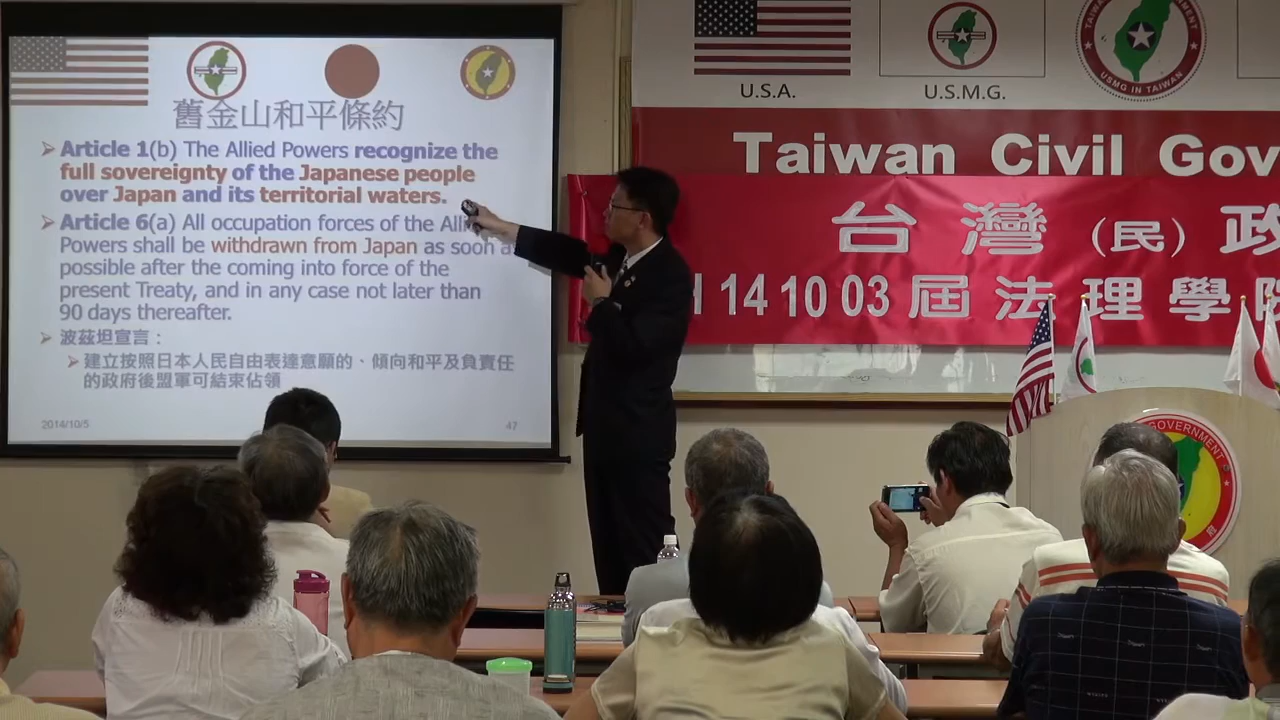 舊金山和平條約
Article 1(b) The Allied Powers recognize the
full sovereignty of the Japanese people
over Japan and its territorial waters.
Article 6(a) All occupation forces of the
Powers shall be withdrawn from Japan as soon
possible after the coming into force of the
present Treaty, and in any case not later than
90 days thereafter.
波茲坦宣言：
建立按照日本人民自由表達意願的、傾向和平及負責任
的政府後盟軍可結束佔領
2014/10/5
47
U.S.A.
U.S.M.G.
USMG IN TAIWAN
Taiwan Civil Gov
台灣（民）政
14 10 03 屆法理學院
GOVERNMENT
府